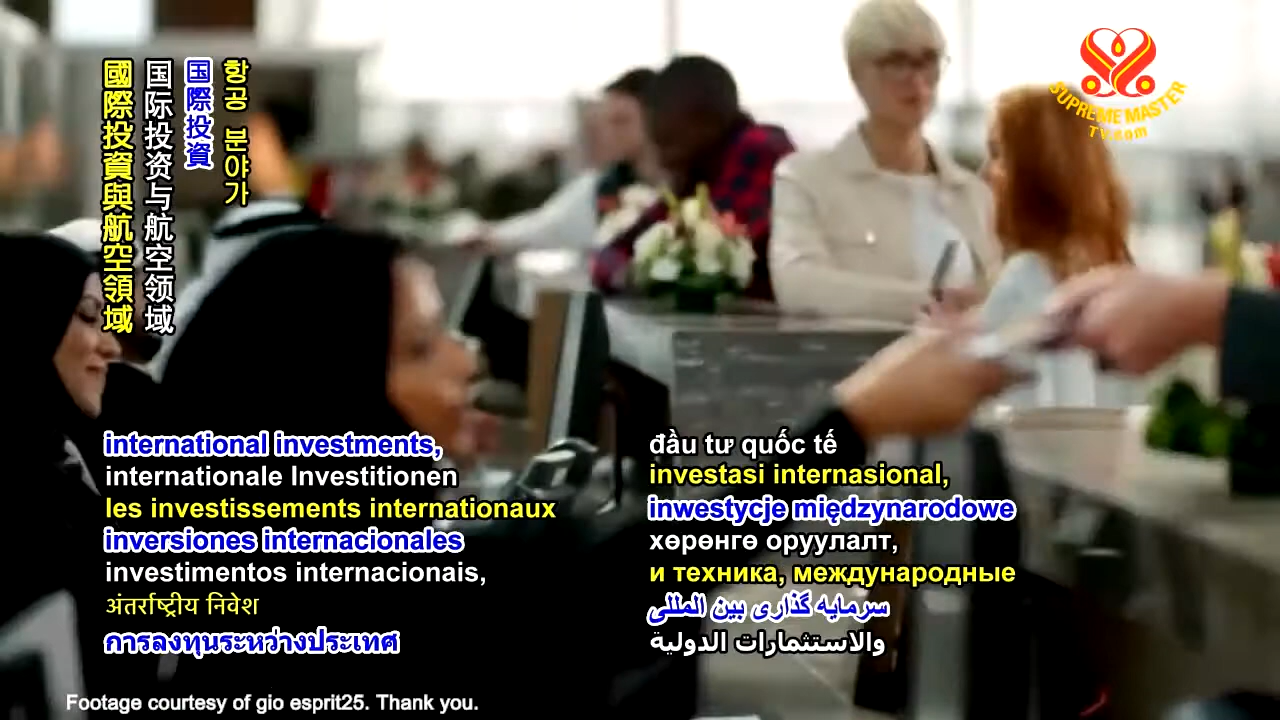 國際投資與航空領域
国际投资与航空领域
国際投資
항공 분야가
SUPREME MASTER
TV.com
international investments,
internationale Investitionen
les investissements internationaux
inversiones internacionales
investimentos internacionais,
अंतर्राष्ट्रीय निवेश
การลงทุนระหว่างประเทศ
đầu tư quốc tế
investasi internasional,
inwestycje międzynarodowe
хөрөнгө оруулалт,
и техника, международные
سرمایه گذاری بین المللی
والاستثمارات الدولية
Footage courtesy of gio esprit25. Thank you.